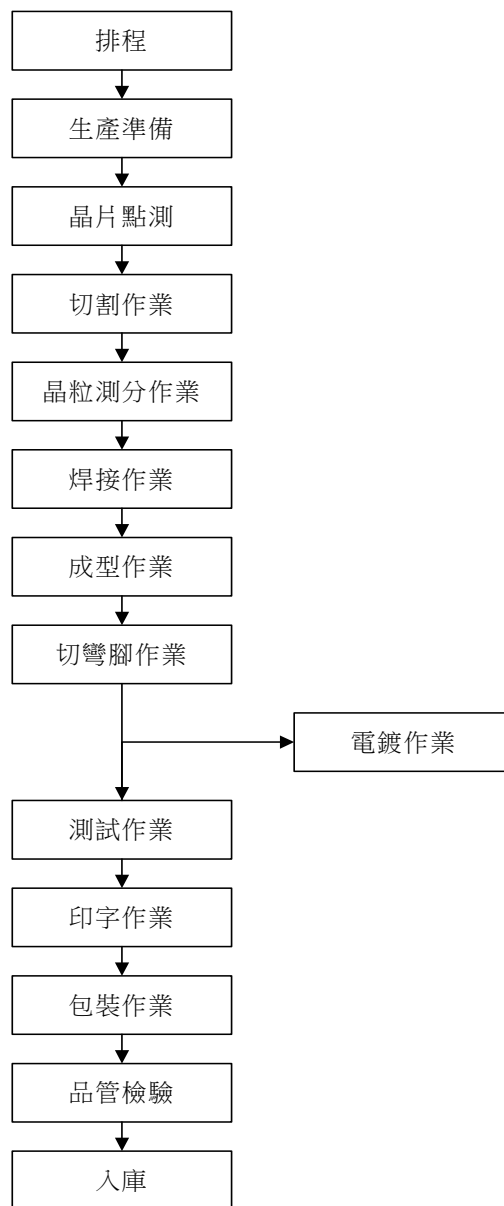 排程
生產準備
晶片點測
切割作業
晶粒測分作業
焊接作業
成型作業
切彎腳作業
電鍍作業
測試作業
印字作業
包裝作業
品管檢驗
入庫